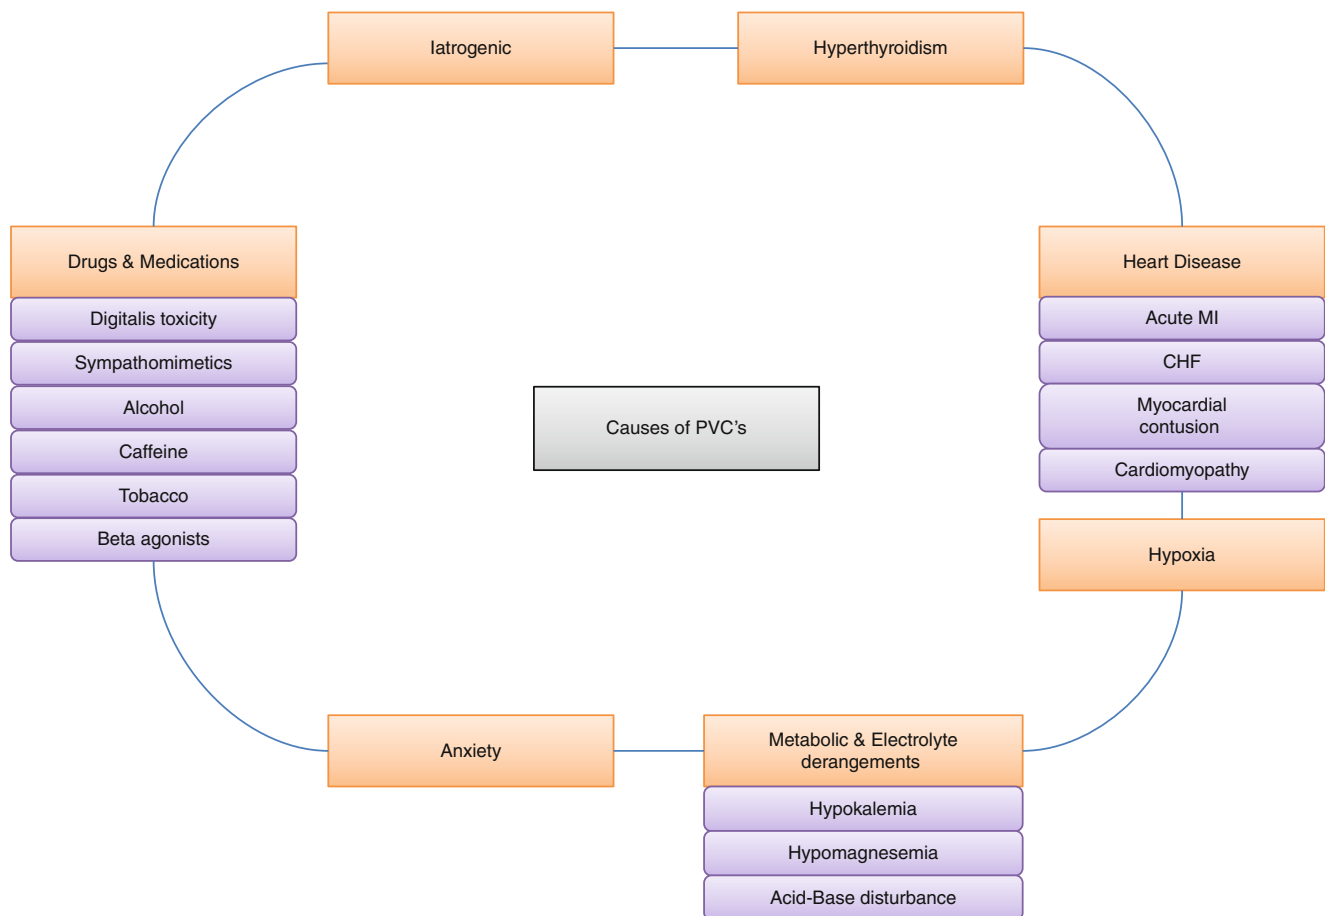 Iatrogenic
Hyperthyroidism
Drugs & Medications
Digitalis toxicity
Sympathomimetics
Alcohol
Caffeine
Tobacco
Beta agonists
Causes of PVC's
Heart Disease
Acute MI
CHF
Myocardial
contusion
Cardiomyopathy
Hypoxia
Anxiety
Metabolic & Electrolyte
derangements
Hypokalemia
Hypomagnesemia
Acid-Base disturbance